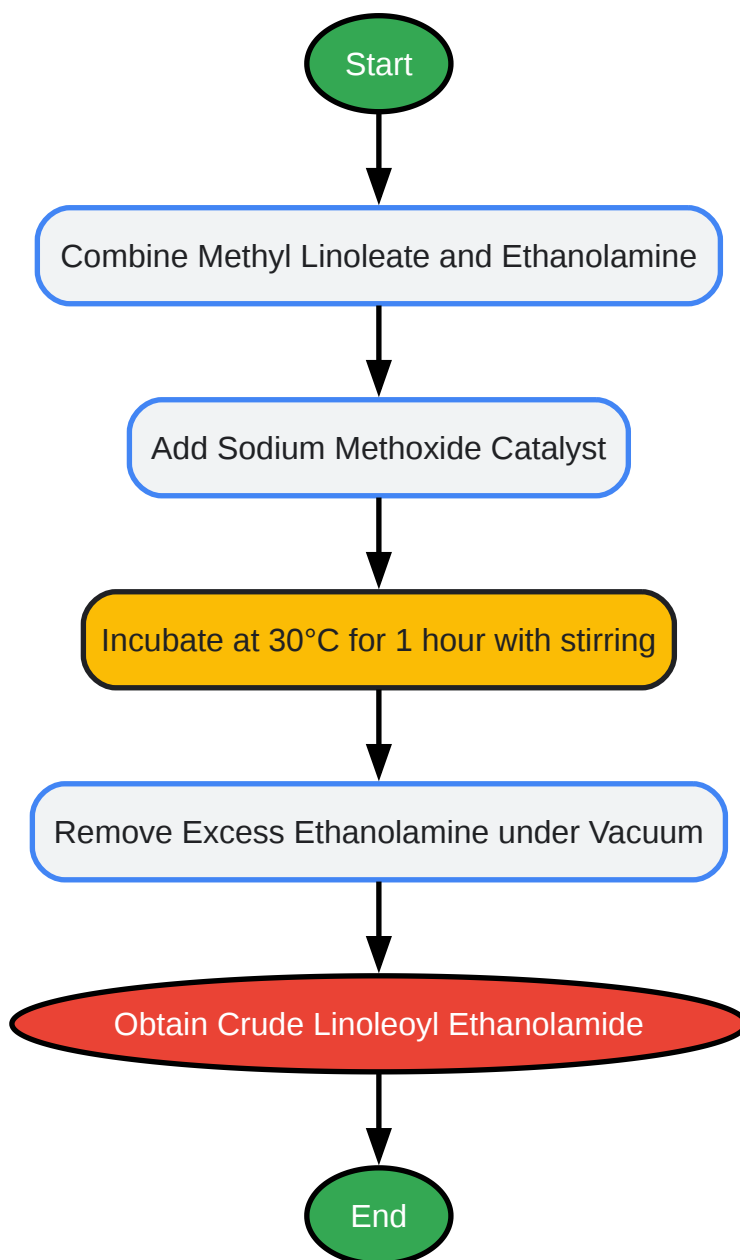 Start
Combine Methyl Linoleate and Ethanolamine
Add Sodium Methoxide Catalyst
Incubate at 30°C for 1 hour with stirring
Remove Excess Ethanolamine under Vacuum
Obtain Crude Linoleoyl Ethanolamide
End